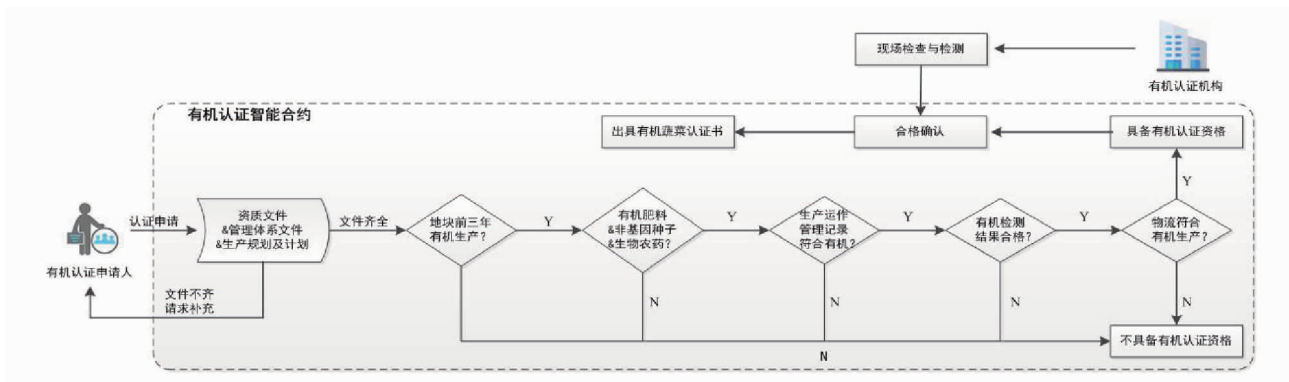 现场检查与检测
有机认证机构
有机认证智能合约
出具有机蔬菜认证书
合格确认
具备有机认证资格
Y
认证申请
资质文件
&管理体系文件
&生产规划及计划
文件齐全
地块前三年
有机生产？
Y
有机肥料
&非基因种子
&生物农药？
Y
生产运作
管理记录
符合有机？
Y
有机检测
结果合格？
Y
物流符合
有机生产？
有机认证申请人
文件不齐
请求补充
N
N
N
N
不具备有机认证资格
N